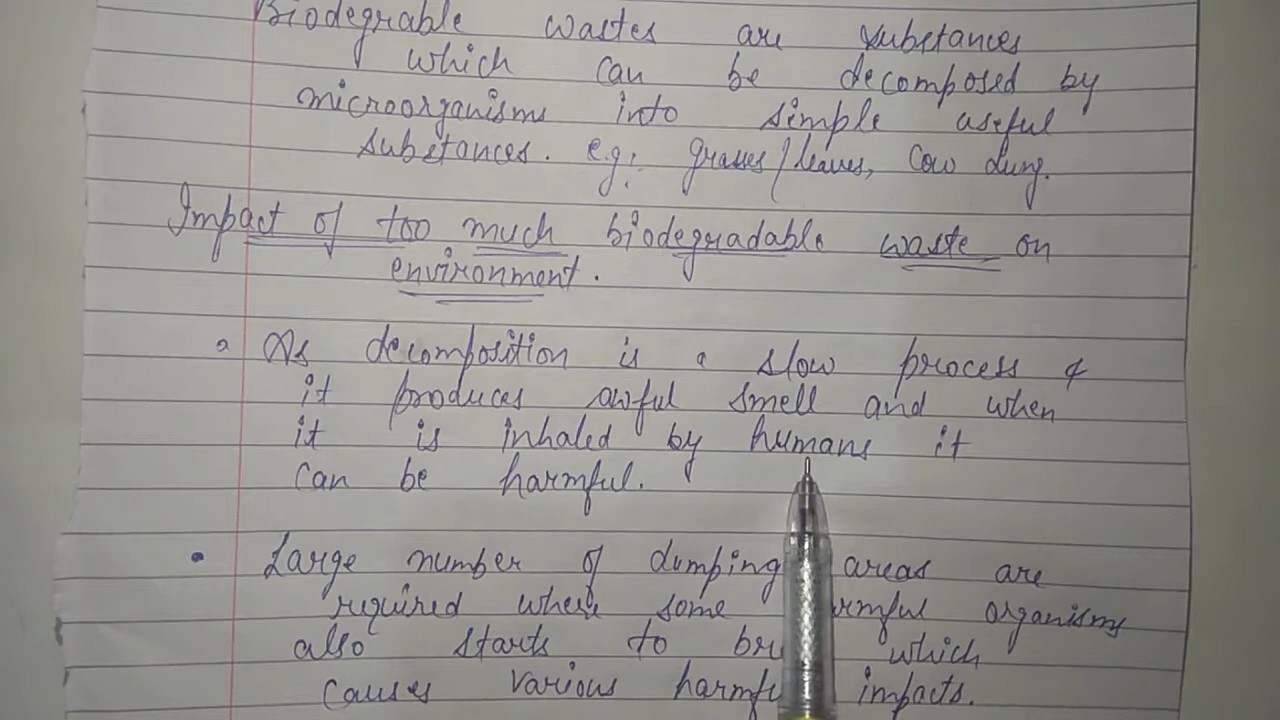 Biodegrable wastes are substances
which can be decomposed by
microorganisms into simple useful
substances. e.g: grasses/leaves, Cow dung.
Impact of too much biodegradable waste on
environment.
As decomposition is a slow process &
it produces awful smell and when
it is inhaled by humans it
can be harmful.
Large number of dumping areas are
required where some organisms
also starts to which
causes various impacts.